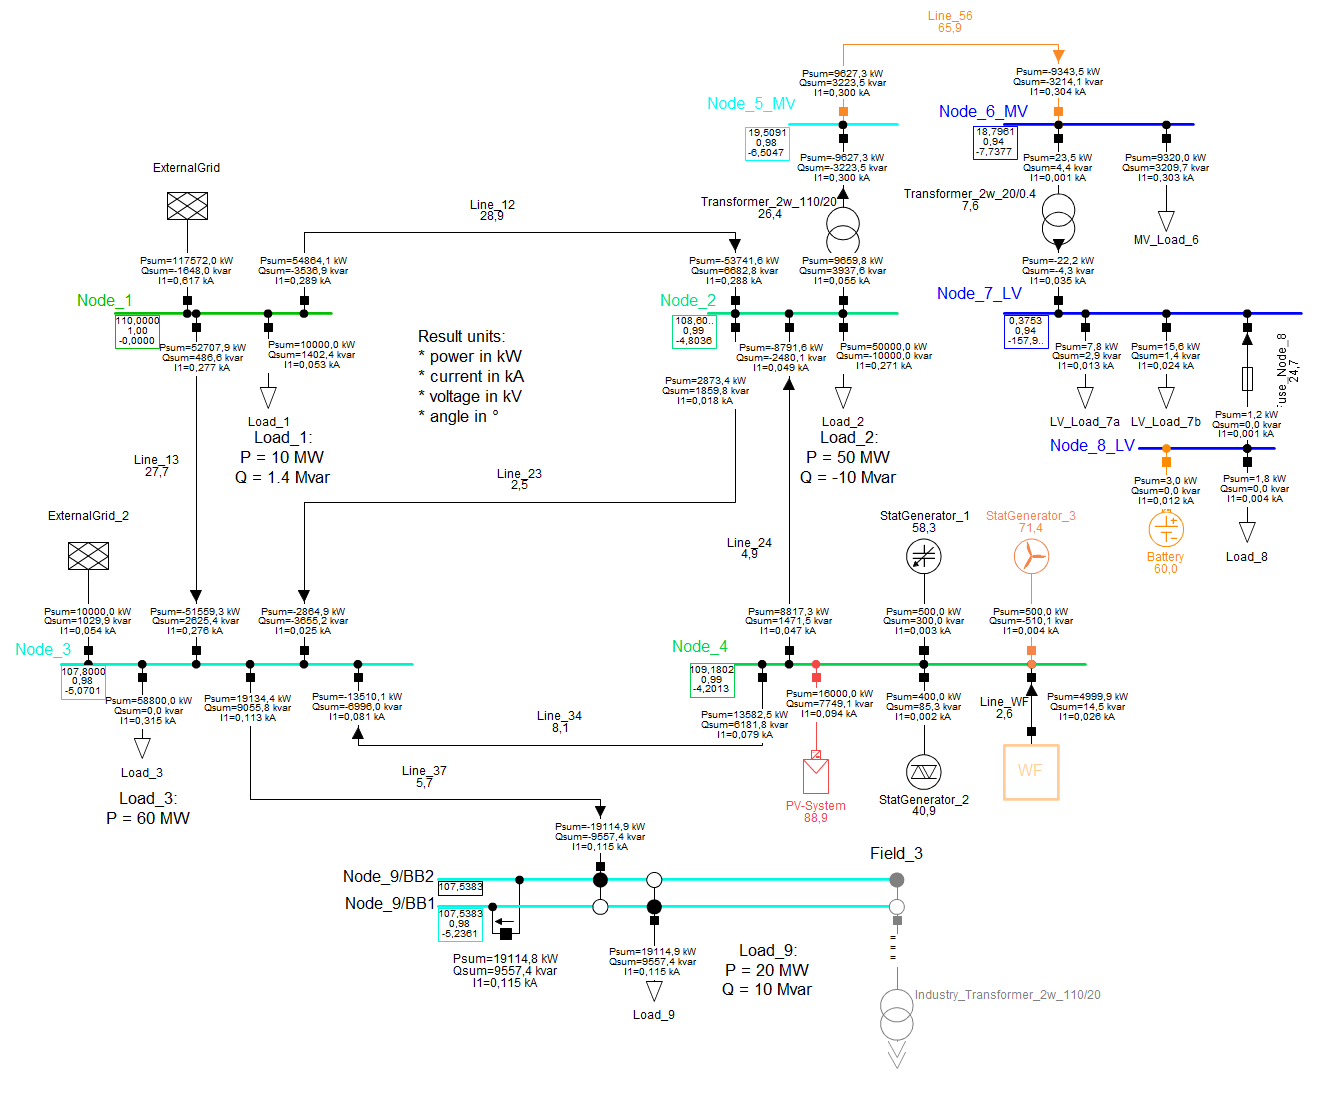 Line_56
65,9
Psum=9627,3 kW
Qsum=3223,5 kvar
I1=0,300 kA
Psum=-9343,5 kW
Qsum=-3214,1 kvar
I1=0,304 kA
Node_5_MV
Node_6_MV
19,5091
0,98
-6,5047
18,7961
0,94
-7,7377
Psum=-9627,3 kW
Qsum=-3223,5 kvar
I1=0,300 kA
Psum=23,5 kW
Qsum=4,4 kvar
I1=0,001 kA
Psum=9320,0 kW
Qsum=3209,7 kvar
I1=0,303 kA
ExternalGrid
Line_12
28,9
Transformer_2w_110/20
26,4
Transformer_2w_20/0.4
7,6
MV_Load_6
Psum=117572,0 kW
Qsum=-1648,0 kvar
I1=0,617 kA
Psum=54864,1 kW
Qsum=-3536,9 kvar
I1=0,289 kA
Psum=-53741,6 kW
Qsum=6682,8 kvar
I1=0,288 kA
Psum=9659,8 kW
Qsum=3937,6 kvar
I1=0,055 kA
Psum=-22,2 kW
Qsum=-4,3 kvar
I1=0,035 kA
Node_1
Node_2
Node_7_LV
110,0000
1,00
-0,0000
108,60..
0,99
-4,8036
0,3753
0,94
-157,9..
Psum=52707,9 kW
Qsum=486,6 kvar
I1=0,277 kA
Psum=10000,0 kW
Qsum=1402,4 kvar
I1=0,053 kA
Result units:
* power in kW
* current in kA
* voltage in kV
* angle in °
Psum=-8791,6 kW
Qsum=-2480,1 kvar
I1=0,049 kA
Psum=50000,0 kW
Qsum=-10000,0 kvar
I1=0,271 kA
Psum=7,8 kW
Qsum=2,9 kvar
I1=0,013 kA
Psum=15,6 kW
Qsum=1,4 kvar
I1=0,024 kA
use_Node_8
24,7
Psum=2873,4 kW
Qsum=1859,8 kvar
I1=0,018 kA
Psum=1,2 kW
Qsum=0,0 kvar
I1=0,001 kA
Load_1
Load_2
LV_Load_7a
LV_Load_7b
Load_1:
P = 10 MW
Q = 1.4 Mvar
Load_2:
P = 50 MW
Q = -10 Mvar
Node_8_LV
Line_13
27,7
Line_23
2,5
Psum=3,0 kW
Qsum=0,0 kvar
I1=0,012 kA
Psum=1,8 kW
Qsum=0,0 kvar
I1=0,004 kA
ExternalGrid_2
StatGenerator_1
58,3
StatGenerator_3
71,4
Line_24
4,9
Battery
60,0
Load_8
Psum=10000,0 kW
Qsum=1029,9 kvar
I1=0,054 kA
Psum=-51559,3 kW
Qsum=2625,4 kvar
I1=0,276 kA
Psum=-2864,9 kW
Qsum=-3655,2 kvar
I1=0,025 kA
Psum=8817,3 kW
Qsum=1471,5 kvar
I1=0,047 kA
Psum=500,0 kW
Qsum=300,0 kvar
I1=0,003 kA
Psum=500,0 kW
Qsum=-510,1 kvar
I1=0,004 kA
Node_3
Node_4
107,8000
0,98
-5,0701
109,1802
0,99
-4,2013
Psum=58800,0 kW
Qsum=0,0 kvar
I1=0,315 kA
Psum=19134,4 kW
Qsum=9055,8 kvar
I1=0,113 kA
Psum=-13510,1 kW
Qsum=-6996,0 kvar
I1=0,081 kA
Psum=13582,5 kW
Qsum=6181,8 kvar
I1=0,079 kA
Psum=16000,0 kW
Qsum=7749,1 kvar
I1=0,094 kA
Psum=400,0 kW
Qsum=85,3 kvar
I1=0,002 kA
Line_WF
2,6
Psum=4999,9 kW
Qsum=14,5 kvar
I1=0,026 kA
Line_34
8,1
Load_3
Line_37
5,7
WF
Load_3:
P = 60 MW
PV-System
88,9
StatGenerator_2
40,9
Psum=-19114,9 kW
Qsum=-9557,4 kvar
I1=0,115 kA
Field_3
Node_9/BB2
107,5383
Node_9/BB1
107,5383
0,98
-5,2361
Psum=19114,8 kW
Qsum=9557,4 kvar
I1=0,115 kA
Psum=19114,9 kW
Qsum=9557,4 kvar
I1=0,115 kA
Load_9:
P = 20 MW
Q = 10 Mvar
Load_9
Industry_Transformer_2w_110/20